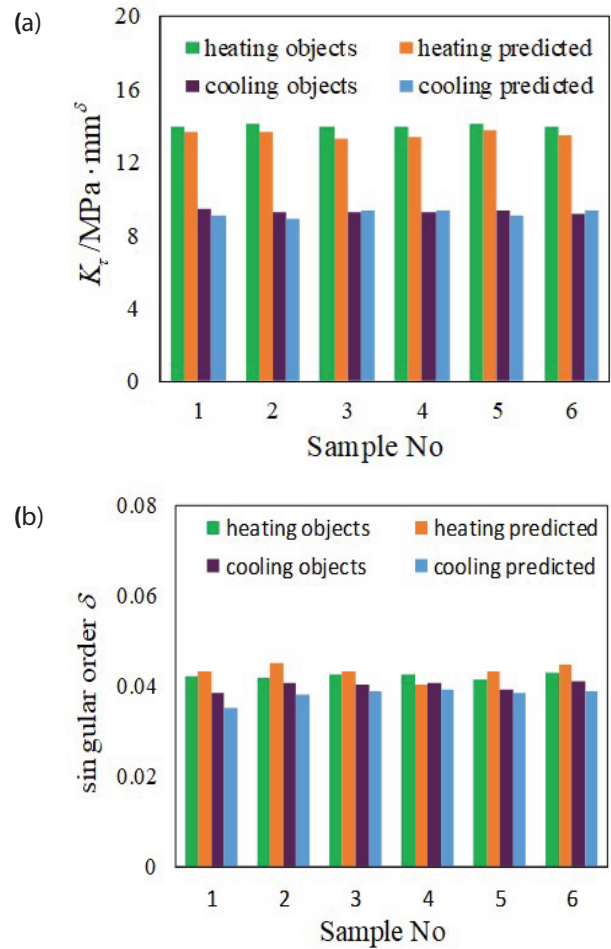 (a)
20
16
12
8
4
0
K_τ /MPa·mm^δ
heating objects heating predicted
cooling objects cooling predicted
1 2 3 4 5 6
Sample No
(b)
0.08
0.06
0.04
0.02
0
sin gular order δ
heating objects heating predicted
cooling objects cooling predicted
1 2 3 4 5 6
Sample No